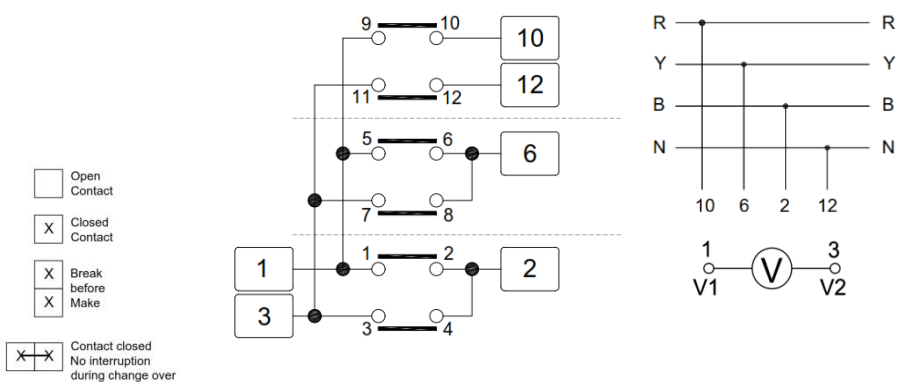 9 10
10
11 12
12
5 6
6
7 8
1 2
1
2
3
3 4
Open
Contact
X
Closed
Contact
X
X
Break
before
Make
X X
Contact closed
No interruption
during change over
R R
Y Y
B B
N N
10 6 2 12
1 3
V
V1 V2